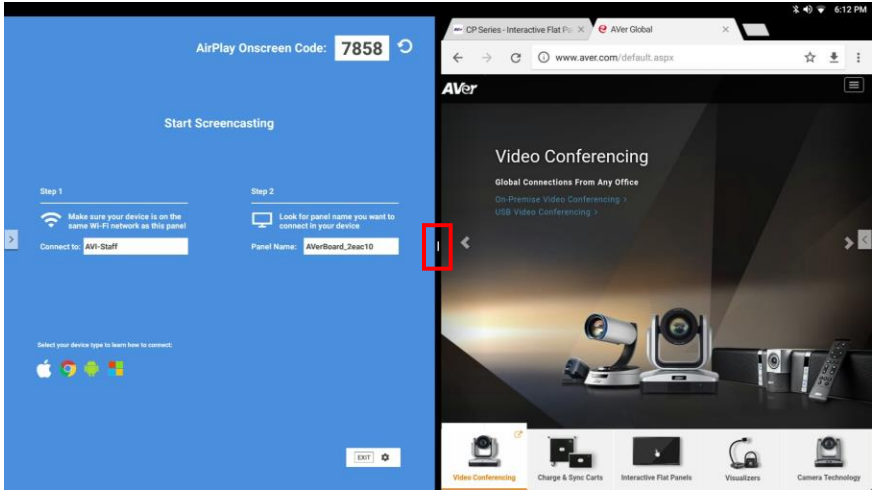 6:12 PM
AirPlay Onscreen Code: 7858
Start Screencasting
Step 1
Make sure your device is on the
same Wi-Fi network as this panel
Connect to: AVI-Staff
Step 2
Look for panel name you want to
connect in your device
Panel Name: AVerBoard_2eac10
Select your device type to learn how to connect:
EXIT
CP Series - Interactive Flat P
AVer Global
www.aver.com/default.aspx
AVer
Video Conferencing
Global Connections From Any Office
On-Premise Video Conferencing >
USB Video Conferencing >
Video Conferencing
Charge & Sync Carts
Interactive Flat Panels
Visualizers
Camera Technology